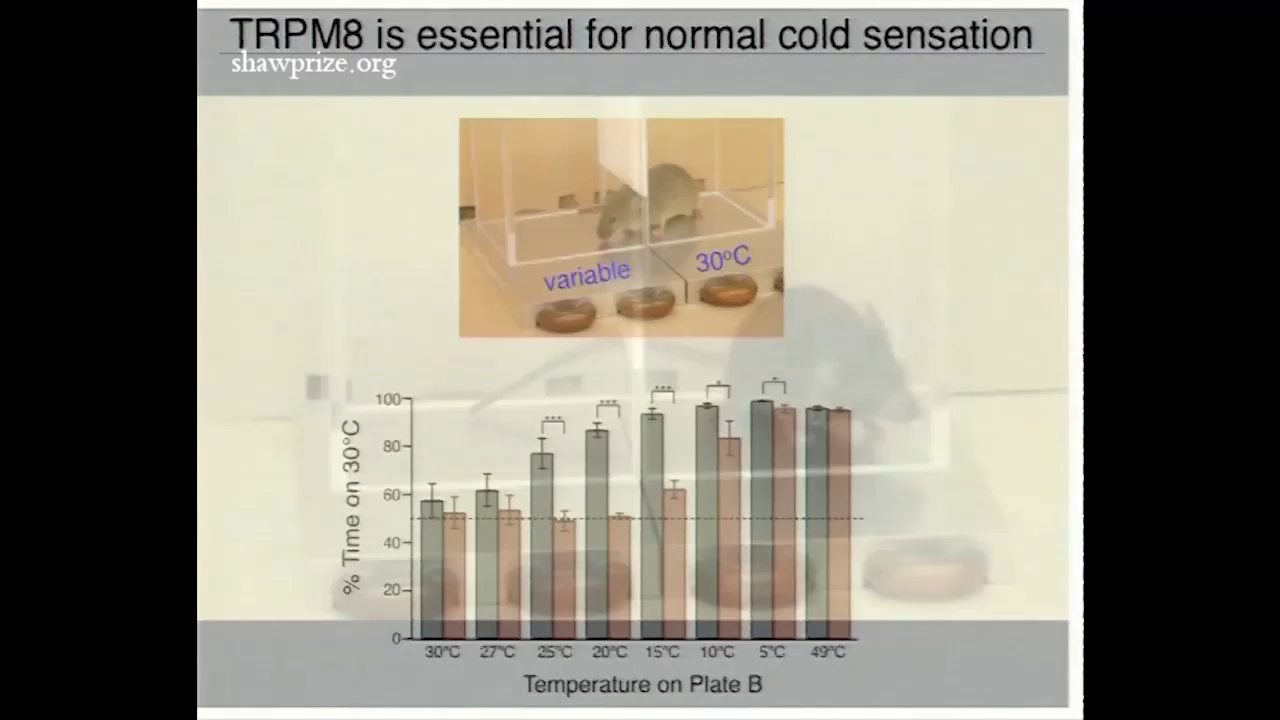 TRPM8 is essential for normal cold sensation
shawprize.org
variable
30°C
% Time on 30°C
100
80
60
40
20
0
*** *** *** * *
30°C 27°C 25°C 20°C 15°C 10°C 5°C 49°C
Temperature on Plate B